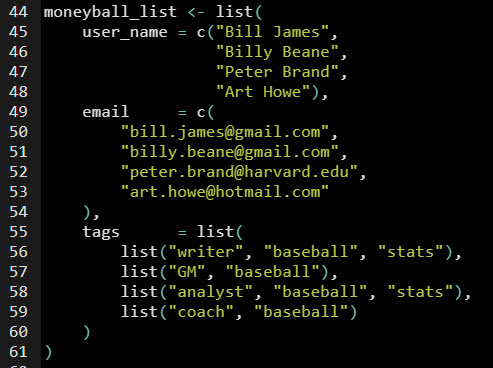 44 moneyball_list <- list(
45     user_name = c("Bill James",
46                   "Billy Beane",
47                   "Peter Brand",
48                   "Art Howe"),
49     email     = c(
50         "bill.james@gmail.com",
51         "billy.beane@gmail.com",
52         "peter.brand@harvard.edu",
53         "art.howe@hotmail.com"
54     ),
55     tags      = list(
56         list("writer", "baseball", "stats"),
57         list("GM", "baseball"),
58         list("analyst", "baseball", "stats"),
59         list("coach", "baseball")
60     )
61 )